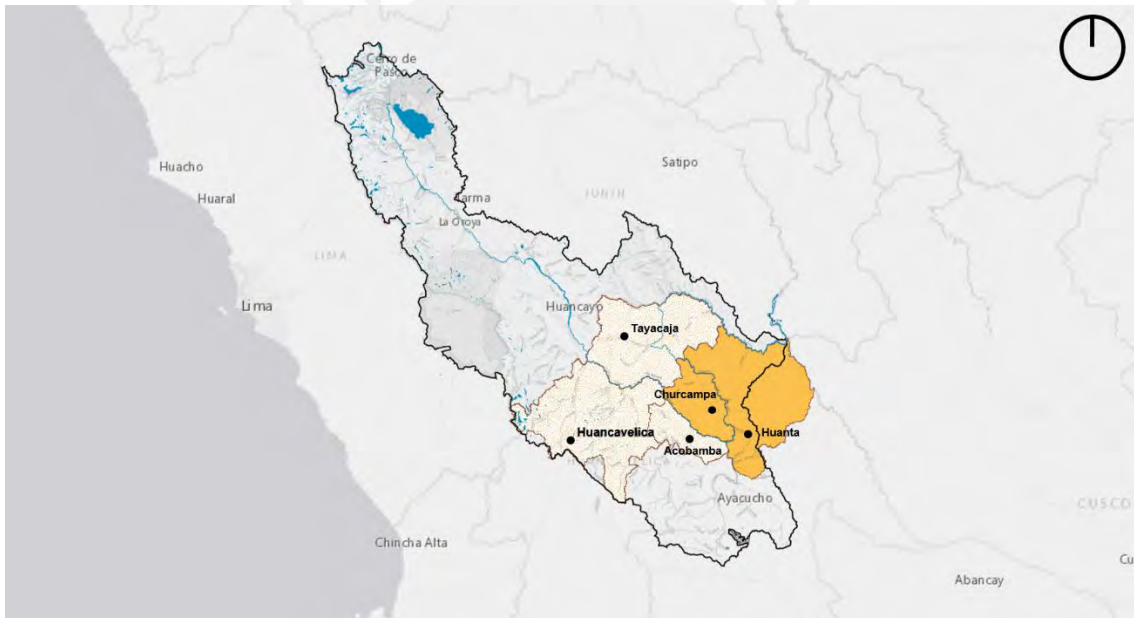 Cerro de
Pasco
Huacho
Satipo
JUNIN
Huaral
Tarma
La Oroya
LIMA
Lima
Huancayo
Tayacaja
Churcampa
Huancavelica
Huanta
Acobamba
Ayacucho
CUSCO
Chincha Alta
Cu
Abancay